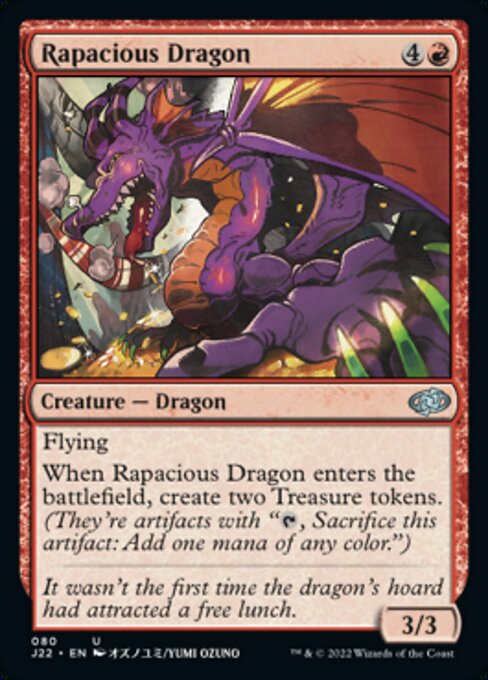 Rapacious Dragon 4
Creature — Dragon
Flying
When Rapacious Dragon enters the
battlefield, create two Treasure tokens.
(They're artifacts with “, Sacrifice this
artifact: Add one mana of any color.”)
It wasn't the first time the dragon's hoard
had attracted a free lunch.
3/3
080 U
J22 • EN オズノユミ/YUMI OZUNO ™ & © 2022 Wizards of the Coast